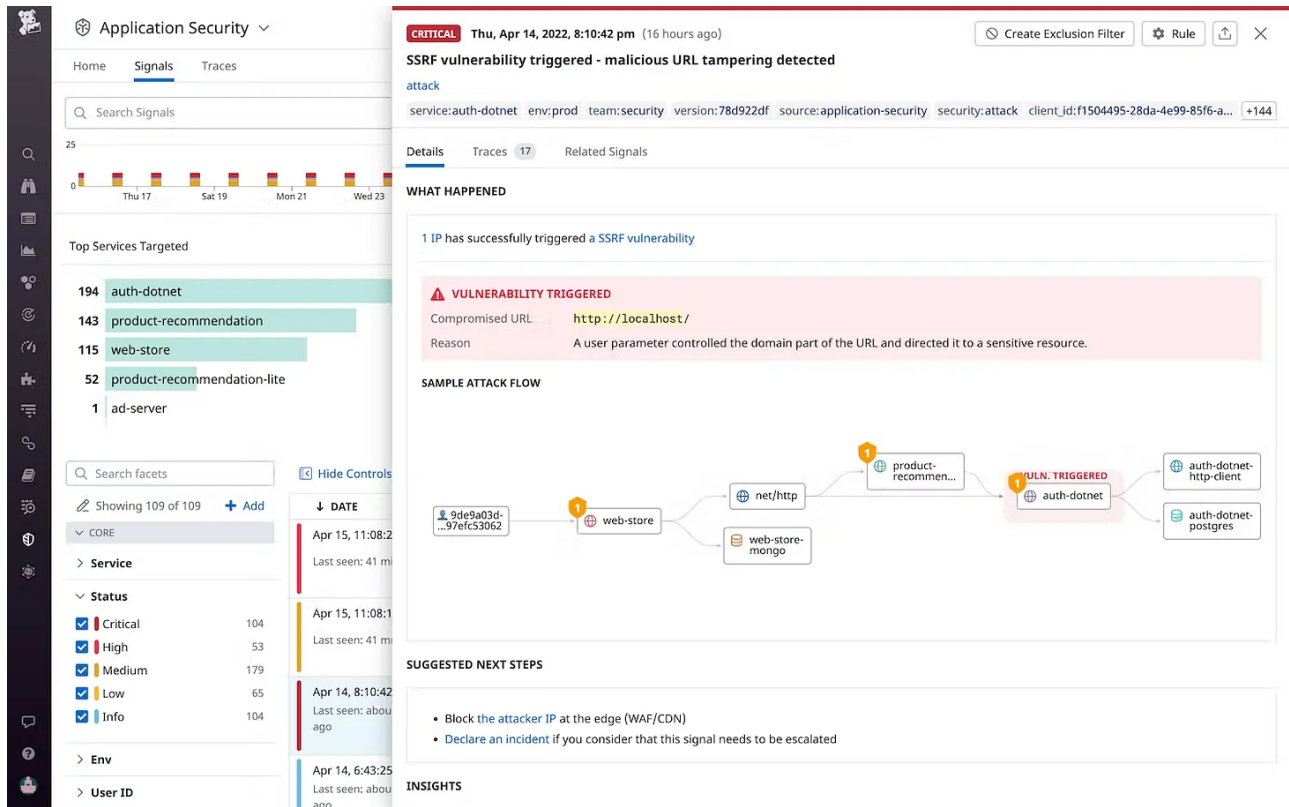 Application Security
Home Signals Traces
Search Signals
25
0
Thu 17 Sat 19 Mon 21 Wed 23
Top Services Targeted
194 auth-dotnet
143 product-recommendation
115 web-store
52 product-recommendation-lite
1 ad-server
Search facets
Hide Controls
Showing 109 of 109
Add
CORE
Service
Status
Critical 104
High 53
Medium 179
Low 65
Info 104
Env
User ID
DATE
Apr 15, 11:08:2
Last seen: 41 mi
Apr 15, 11:08:1
Last seen: 41 mi
Apr 14, 8:10:42
Last seen: abou
ago
Apr 14, 6:43:25
Last seen: abou
ago
CRITICAL Thu, Apr 14, 2022, 8:10:42 pm (16 hours ago)
Create Exclusion Filter Rule
SSRF vulnerability triggered - malicious URL tampering detected
attack
service:auth-dotnet env:prod team:security version:78d922df source:application-security security:attack client_id:f1504495-28da-4e99-85f6-a... +144
Details Traces 17 Related Signals
WHAT HAPPENED
1 IP has successfully triggered a SSRF vulnerability
VULNERABILITY TRIGGERED
Compromised URL http://localhost/
Reason A user parameter controlled the domain part of the URL and directed it to a sensitive resource.
SAMPLE ATTACK FLOW
9de9a03d-
...97efc53062
1
web-store
net/http
web-store-
mongo
1
product-
recommen...
VULN. TRIGGERED
1
auth-dotnet
auth-dotnet-
http-client
auth-dotnet-
postgres
SUGGESTED NEXT STEPS
• Block the attacker IP at the edge (WAF/CDN)
• Declare an incident if you consider that this signal needs to be escalated
INSIGHTS